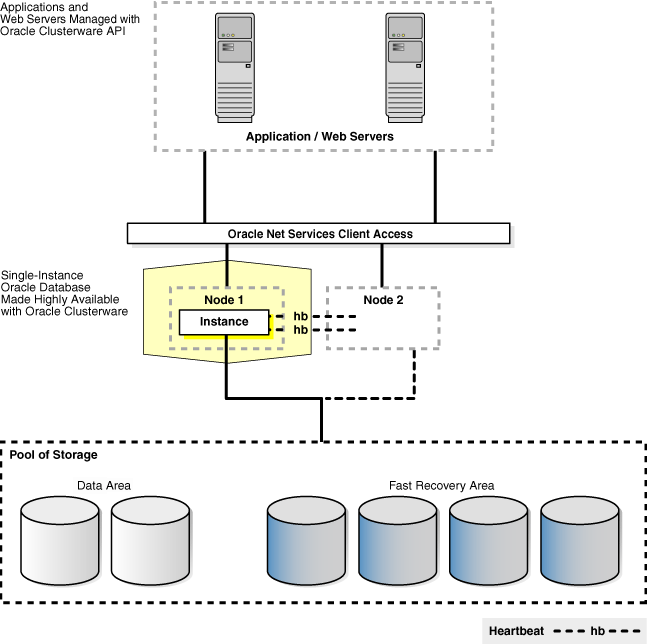 Applications and
Web Servers Managed with
Oracle Clusterware API
Application / Web Servers
Oracle Net Services Client Access
Single-Instance
Oracle Database
Made Highly Available
with Oracle Clusterware
Node 1
Instance
hb
hb
Node 2
Pool of Storage
Data Area
Fast Recovery Area
Heartbeat hb